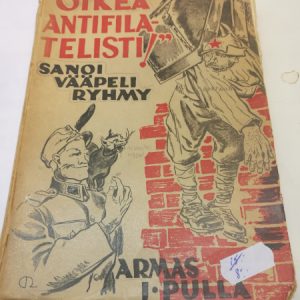 "OIKEA
ANTIFILA-
TELISTI!"
SANOI
VÄÄPELI
RYHMY
ARMAS
J. PULLA